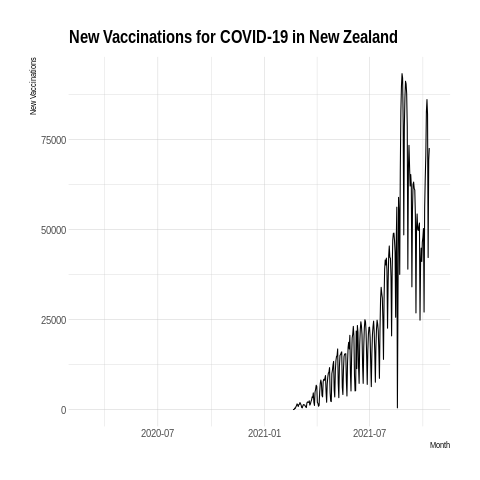 New Vaccinations for COVID-19 in New Zealand
New Vaccinations
75000
50000
25000
0
2020-07
2021-01
2021-07
Month